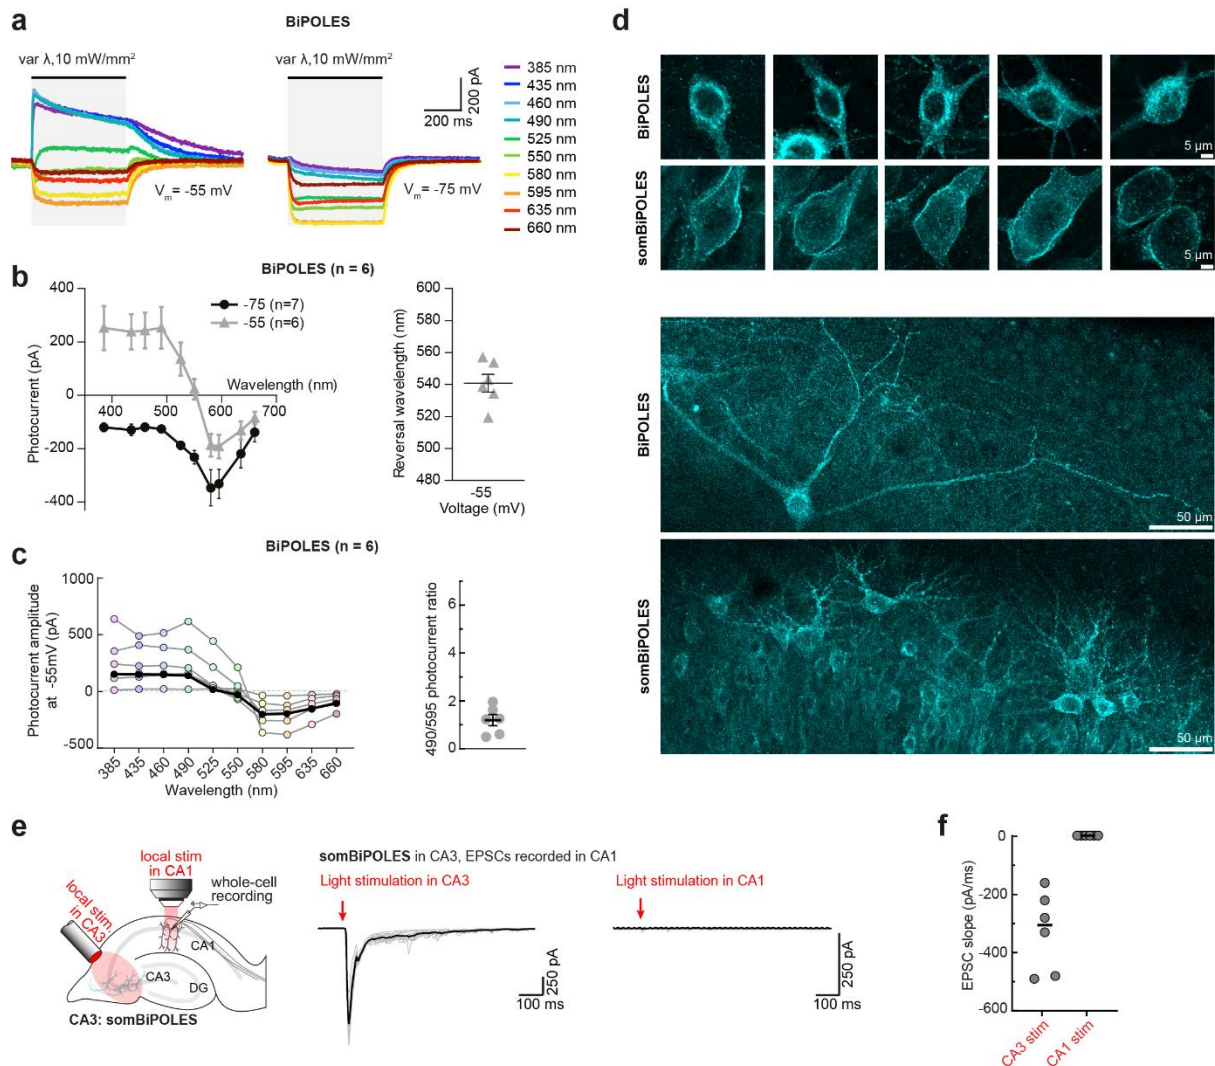 a
BiPOLES
var λ,10 mW/mm²
var λ,10 mW/mm²
200 pA
200 ms
Vm= -55 mV
Vm= -75 mV
385 nm
435 nm
460 nm
490 nm
525 nm
550 nm
580 nm
595 nm
635 nm
660 nm
b
BiPOLES (n = 6)
Photocurrent (pA)
400
200
0
-200
-400
-75 (n=7)
-55 (n=6)
Wavelength (nm)
400
500
600
700
Reversal wavelength (nm)
600
580
560
540
520
500
480
-55
Voltage (mV)
c
BiPOLES (n = 6)
Photocurrent amplitude
at -55mV (pA)
1000
500
0
-500
385
435
460
490
525
550
580
595
635
660
Wavelength (nm)
490/595 photocurrent ratio
6
4
2
0
d
BiPOLES
5 µm
somBiPOLES
5 µm
BiPOLES
50 µm
somBiPOLES
50 µm
e
local stim
in CA1
local stim.
in CA3
whole-cell
recording
CA1
CA3
DG
CA3: somBiPOLES
somBiPOLES in CA3, EPSCs recorded in CA1
Light stimulation in CA3
250 pA
100 ms
Light stimulation in CA1
250 pA
100 ms
f
EPSC slope (pA/ms)
0
-200
-400
-600
CA3 stim
CA1 stim